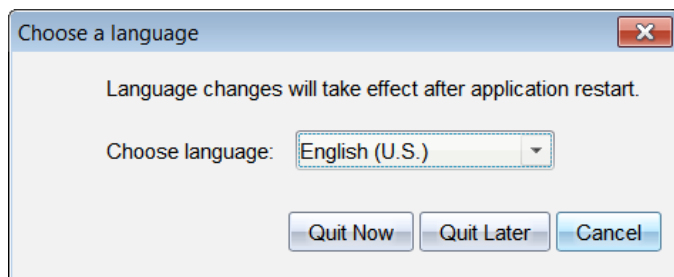 Choose a language
Language changes will take effect after application restart.
Choose language: English (U.S.)
Quit Now Quit Later Cancel